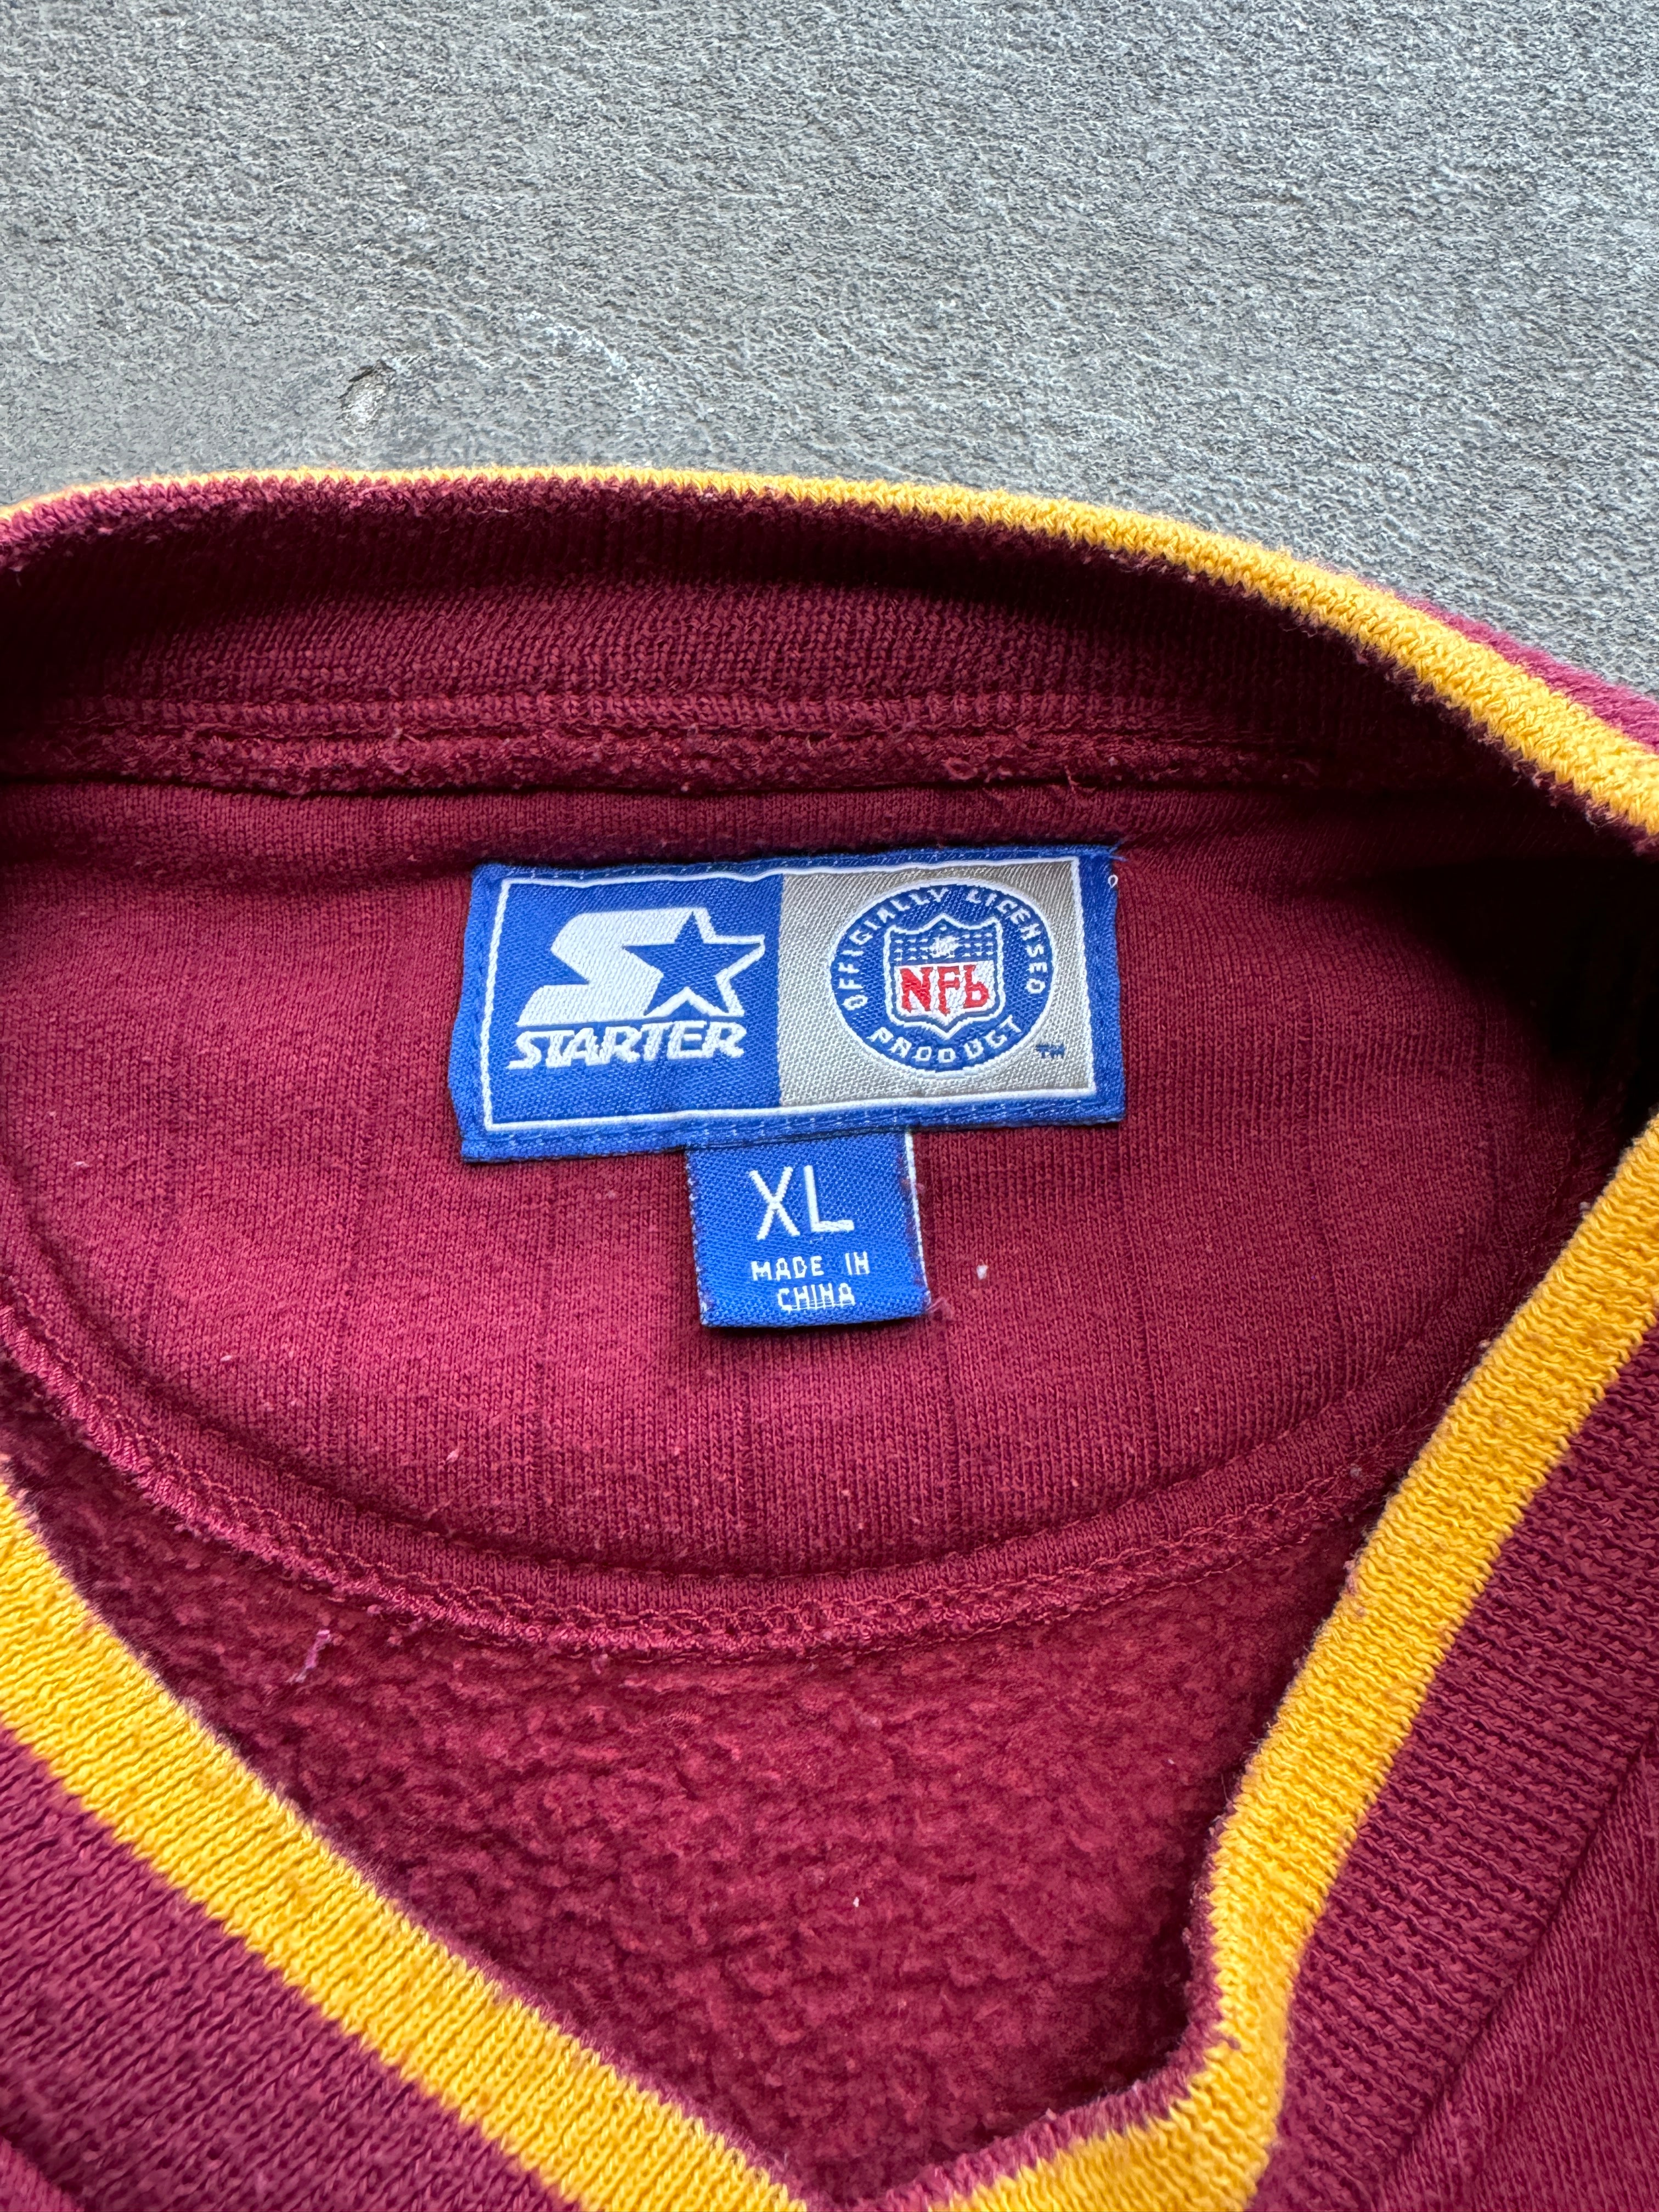 STARTER
OFFICIALLY LICENSED
NFL
PRODUCT
TM
XL
MADE IN
CHINA